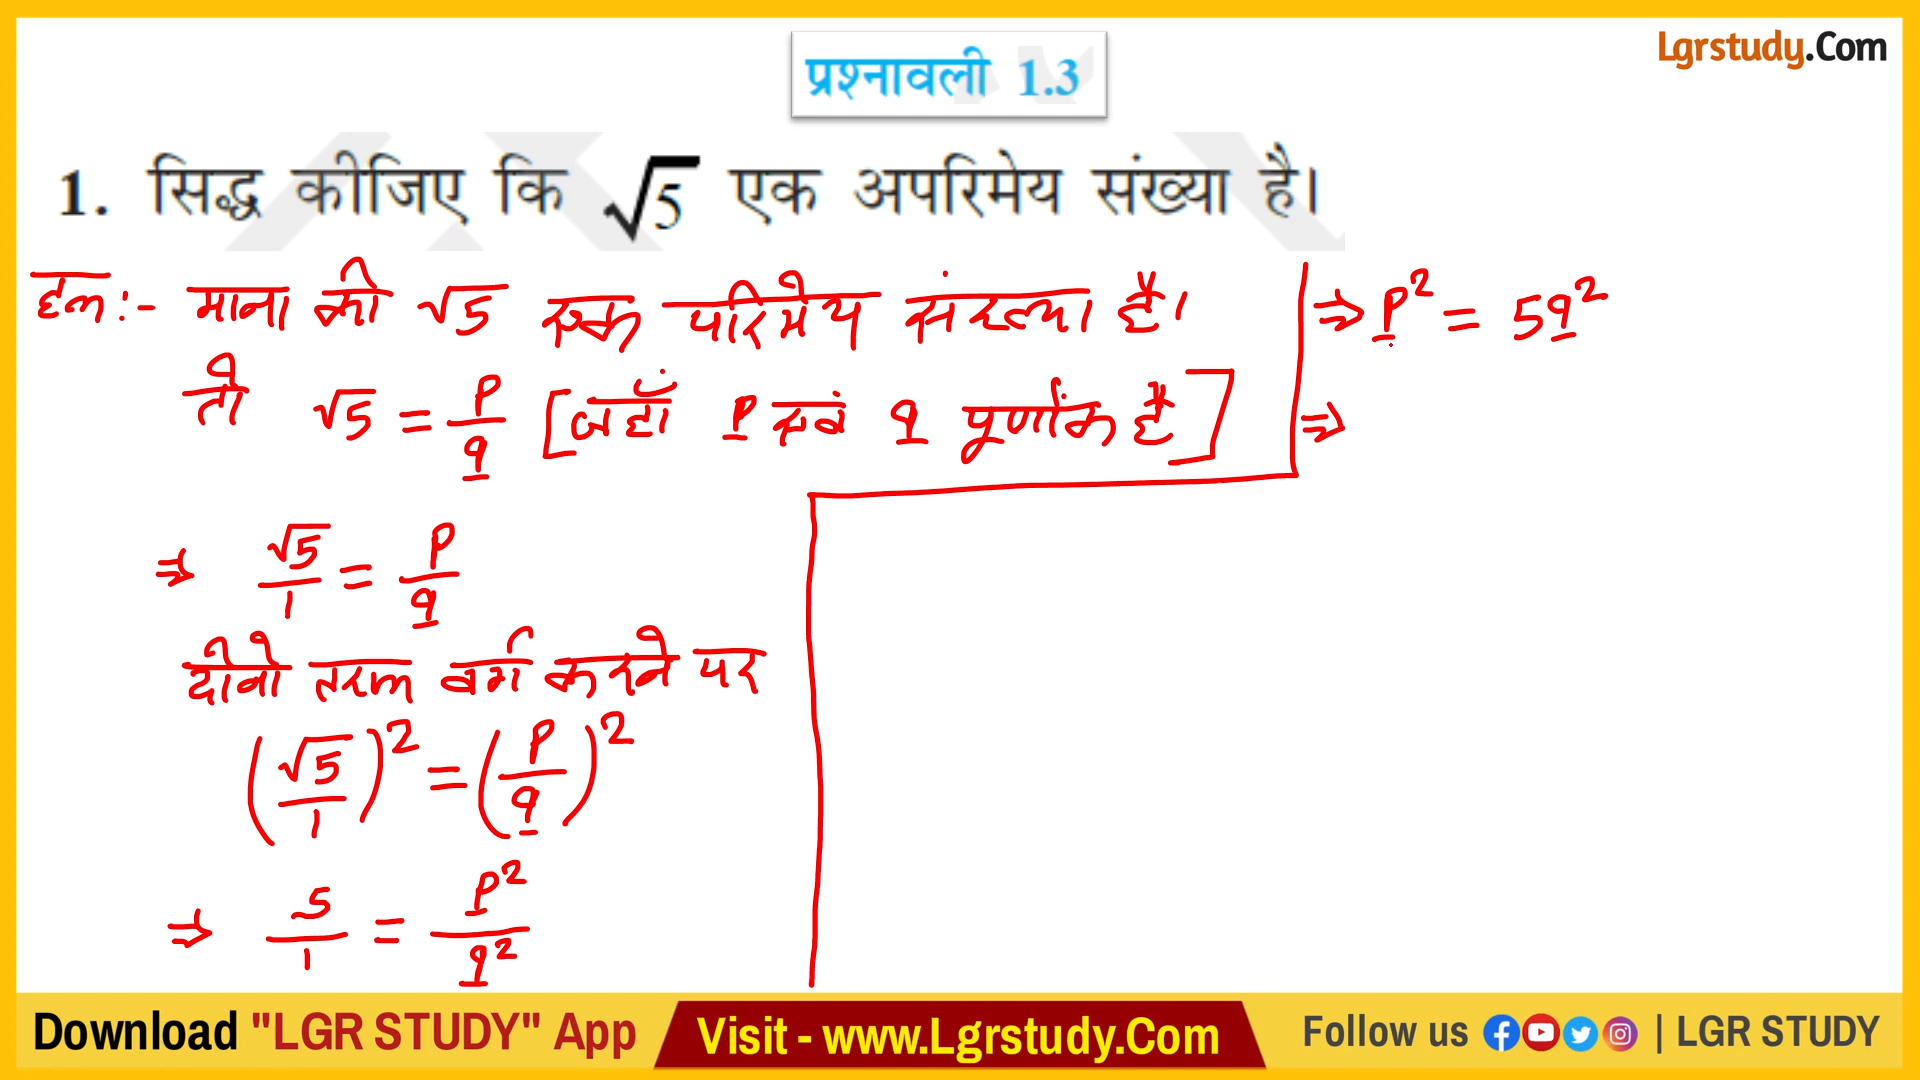 Lgrstudy.Com
प्रश्नावली 1.3
1. सिद्ध कीजिए कि √5 एक अपरिमेय संख्या है।
हल :- माना की √5 एक परिमेय संख्या है।
तो √5 = p/q [जहाँ p एवं q पूर्णांक है]
⇒ √5/1 = p/q
दोनो तरफ वर्ग करने पर
(√5/1)² = (p/q)²
⇒ 5/1 = p²/q²
⇒ p² = 5q²
⇒
Download "LGR STUDY" App
Visit - www.Lgrstudy.Com
Follow us | LGR STUDY